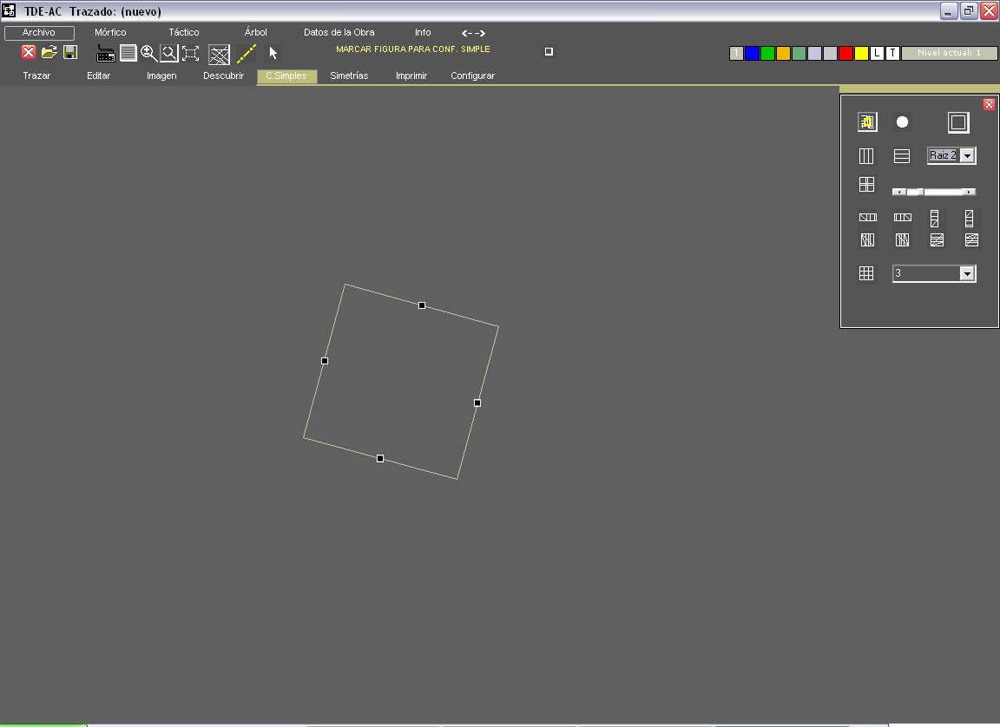 TDE-AC Trazado: (nuevo)
Archivo Mórfico Táctico Árbol Datos de la Obra Info <-->
MARCAR FIGURA PARA CONF. SIMPLE
1 L T Nivel actual: 1
Trazar Editar Imagen Descubrir C.Simples Simetrías Imprimir Configurar
Raiz 2
3